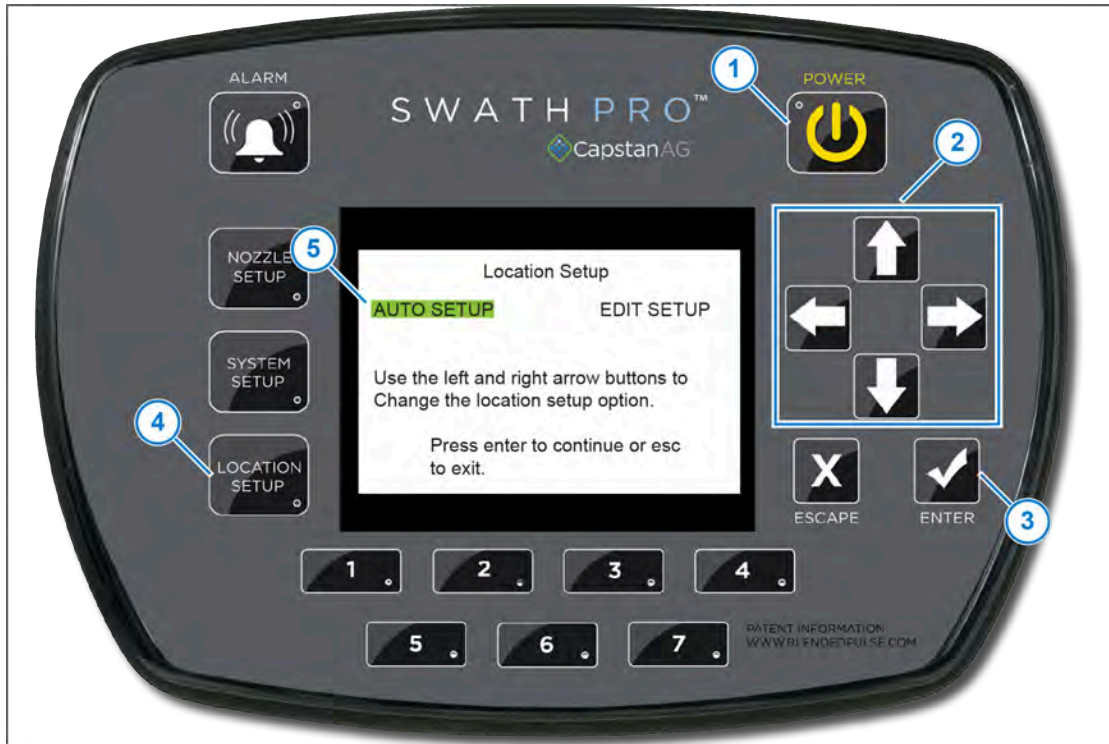 ALARM
POWER
1
2
SWATH PRO™
CapstanAG
5
NOZZLE
SETUP
Location Setup
AUTO SETUP EDIT SETUP
SYSTEM
SETUP
Use the left and right arrow buttons to
Change the location setup option.
4
Press enter to continue or esc
to exit.
LOCATION
SETUP
X
ESCAPE
ENTER
3
1 2 3 4
5 6 7
PATENT INFORMATION
WWW.BLENDEDPULSE.COM